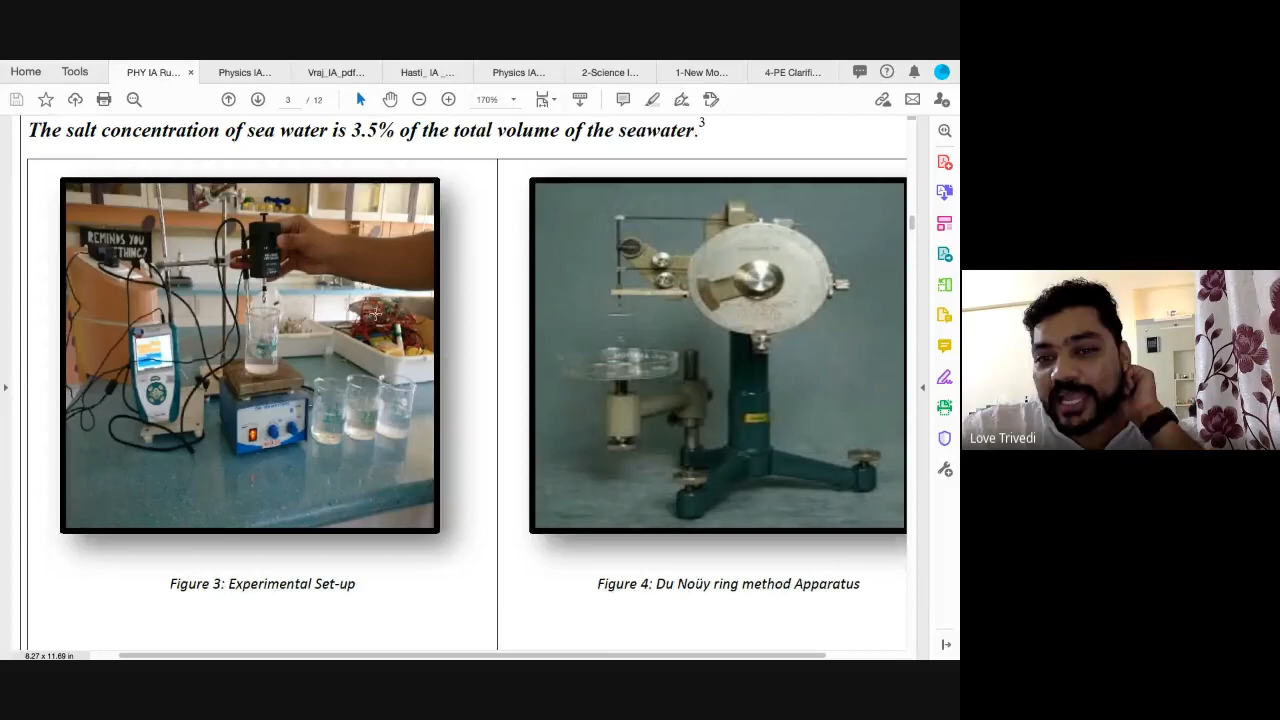 Home
Tools
PHY IA Ru...
×
Physics IA...
Vraj_IA_pdf...
Hasti_ IA _...
Physics IA...
2-Science I...
1-New Mo...
4-PE Clarifi...
3 / 12
170%
The salt concentration of sea water is 3.5% of the total volume of the seawater.3
REMINDS YOU
Figure 3: Experimental Set-up
Figure 4: Du Noüy ring method Apparatus
8.27 x 11.69 in
Love Trivedi